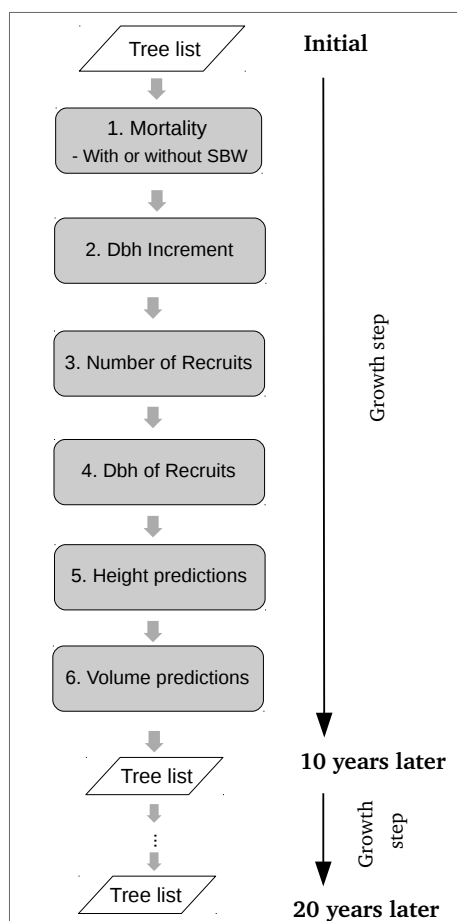 Tree list
Initial
1. Mortality
- With or without SBW
2. Dbh Increment
3. Number of Recruits
4. Dbh of Recruits
5. Height predictions
6. Volume predictions
Growth step
Tree list
10 years later
...
Growth
step
Tree list
20 years later